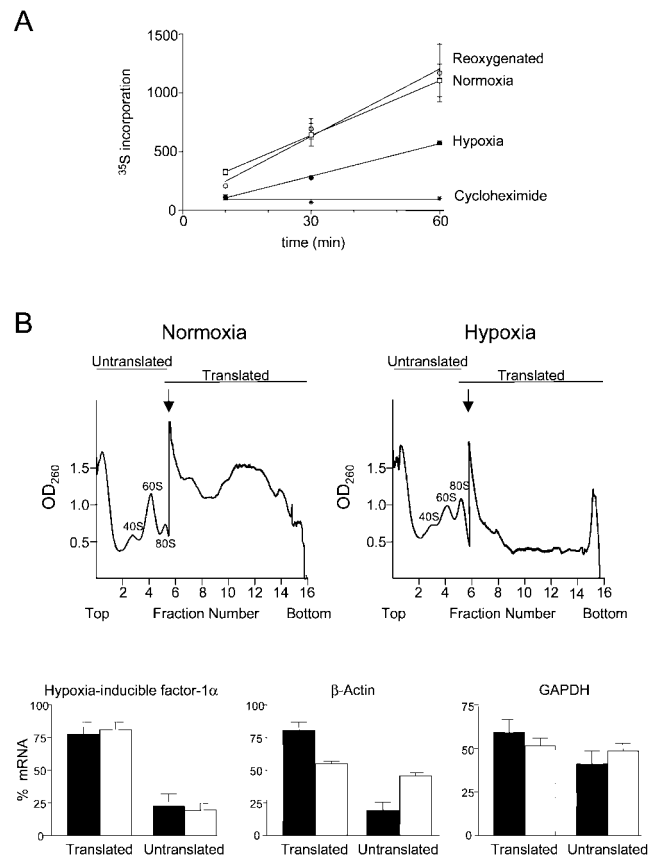 A
1500
1000
500
0
³⁵S incorporation
0 30 60
time (min)
Reoxygenated
Normoxia
Hypoxia
Cycloheximide
B
Normoxia
Untranslated
Translated
OD₂₆₀
1.5
1.0
0.5
40S
60S
80S
2 4 6 8 10 12 14 16
Top Fraction Number Bottom
Hypoxia
Untranslated
Translated
OD₂₆₀
1.5
1.0
0.5
40S
60S
80S
2 4 6 8 10 12 14 16
Top Fraction Number Bottom
Hypoxia-inducible factor-1α
% mRNA
100
75
50
25
0
Translated Untranslated
β-Actin
100
75
50
25
0
Translated Untranslated
GAPDH
75
50
25
0
Translated Untranslated